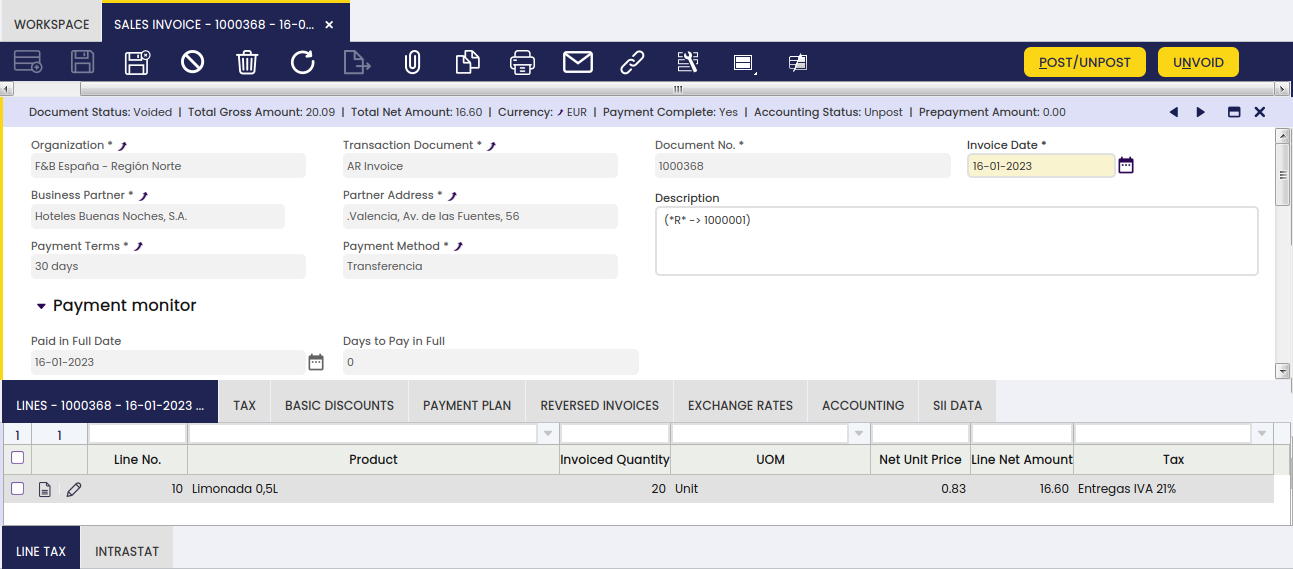 WORKSPACE
SALES INVOICE - 1000368 - 16-0...
POST/UNPOST
UNVOID
Document Status: Voided | Total Gross Amount: 20.09 | Total Net Amount: 16.60 | Currency: EUR | Payment Complete: Yes | Accounting Status: Unpost | Prepayment Amount: 0.00
Organization *
Transaction Document *
Document No. *
Invoice Date *
F&B España - Región Norte
AR Invoice
1000368
16-01-2023
Business Partner *
Partner Address *
Description
Hoteles Buenas Noches, S.A.
.Valencia, Av. de las Fuentes, 56
(*R* -> 1000001)
Payment Terms *
Payment Method *
30 days
Transferencia
Payment monitor
Paid in Full Date
Days to Pay in Full
16-01-2023
0
LINES - 1000368 - 16-01-2023 ...
TAX
BASIC DISCOUNTS
PAYMENT PLAN
REVERSED INVOICES
EXCHANGE RATES
ACCOUNTING
SII DATA
1 1
Line No. Product Invoiced Quantity UOM Net Unit Price Line Net Amount Tax
10 Limonada 0,5L 20 Unit 0.83 16.60 Entregas IVA 21%
LINE TAX
INTRASTAT